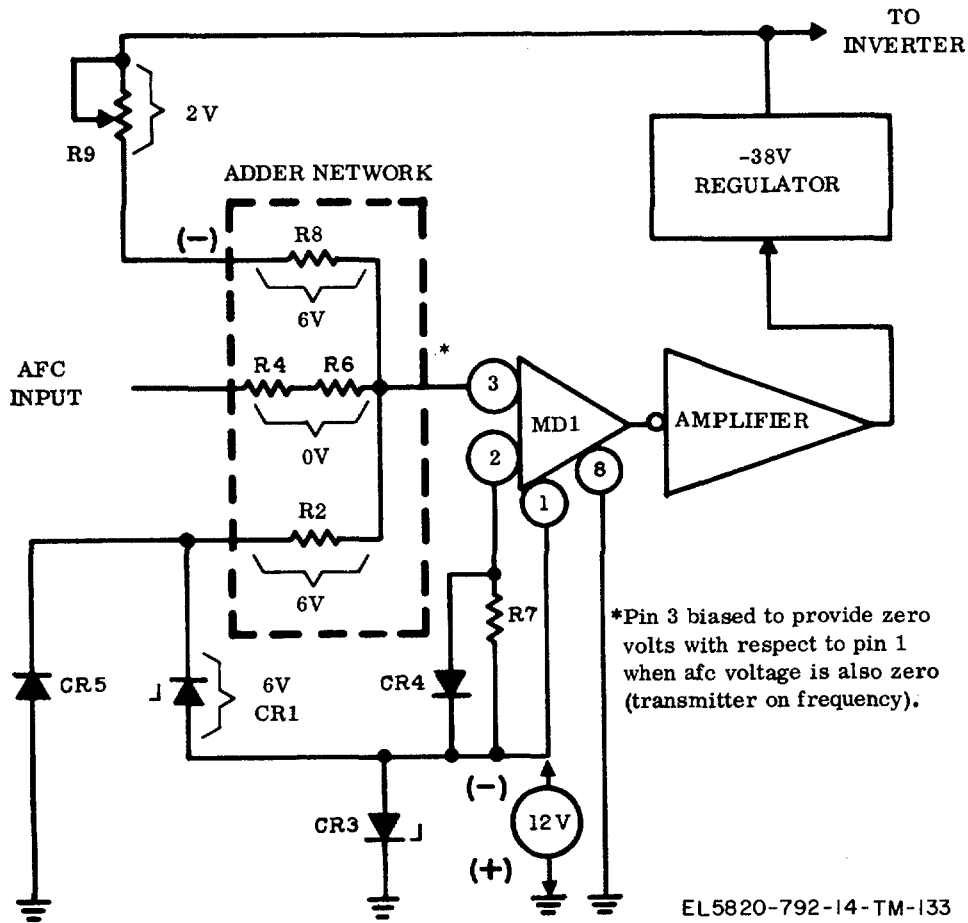 TO
INVERTER
2 V
R9
-38V
REGULATOR
ADDER NETWORK
(-)
R8
6V
*
AFC
INPUT
R4
R6
0V
3
MD1
AMPLIFIER
2
8
1
R2
6V
R7
*Pin 3 biased to provide zero
volts with respect to pin 1
when afc voltage is also zero
(transmitter on frequency).
CR5
6V
CR1
CR4
(-)
12V
CR3
(+)
EL5820-792-14-TM-133